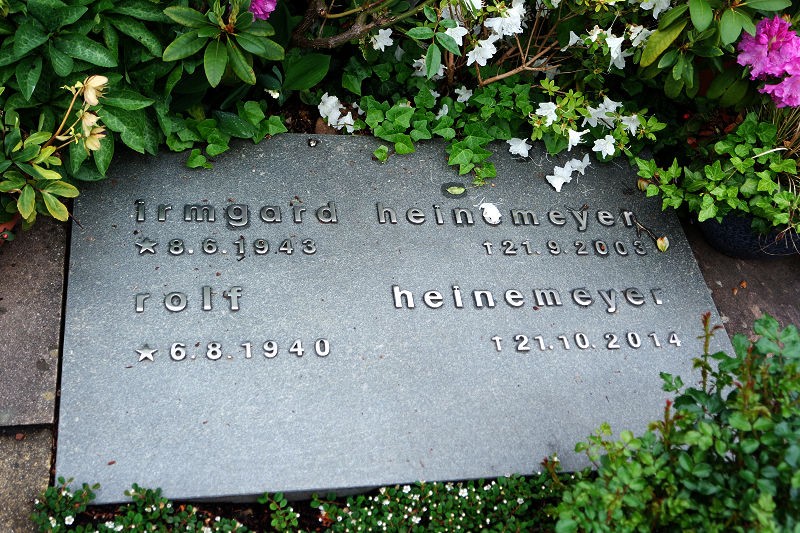 irmgard heinemeyer
★ 8.6.1943 †21.9.2003
rolf heinemeyer
★ 6.8.1940 †21.10.2014